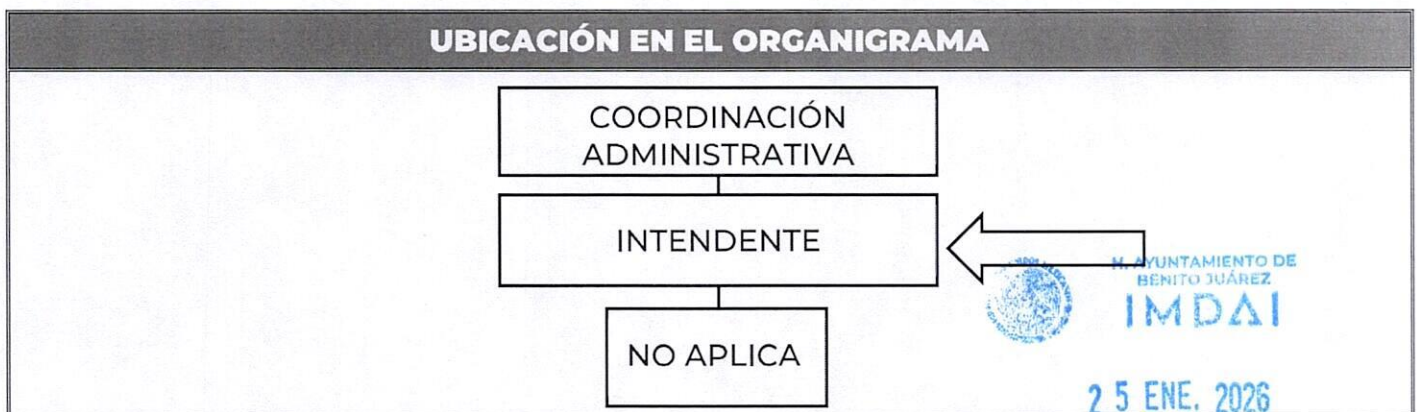 UBICACIÓN EN EL ORGANIGRAMA
COORDINACIÓN
ADMINISTRATIVA
INTENDENTE
H. AYUNTAMIENTO DE
BENITO JUÁREZ
IMDAI
NO APLICA
25 ENE. 2026